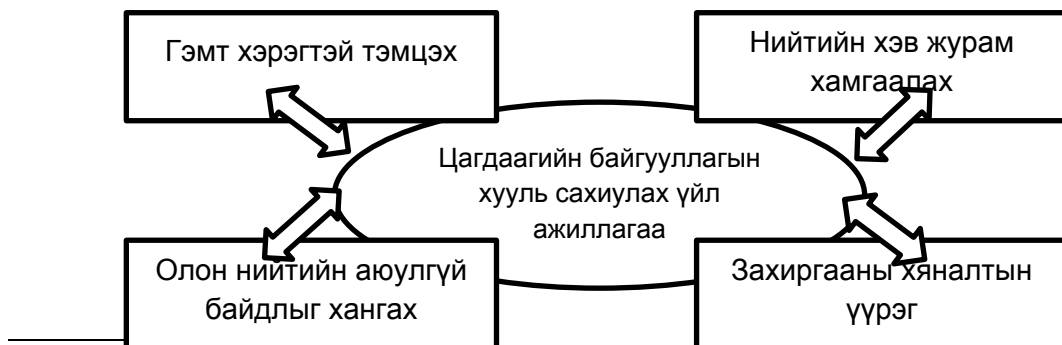 Гэмт хэрэгтэй тэмцэх
Нийтийн хэв журам
хамгаалах
Цагдаагийн байгууллагын
хууль сахиулах үйл
ажиллагаа
Олон нийтийн аюулгүй
байдлыг хангах
Захиргааны хяналтын
үүрэг